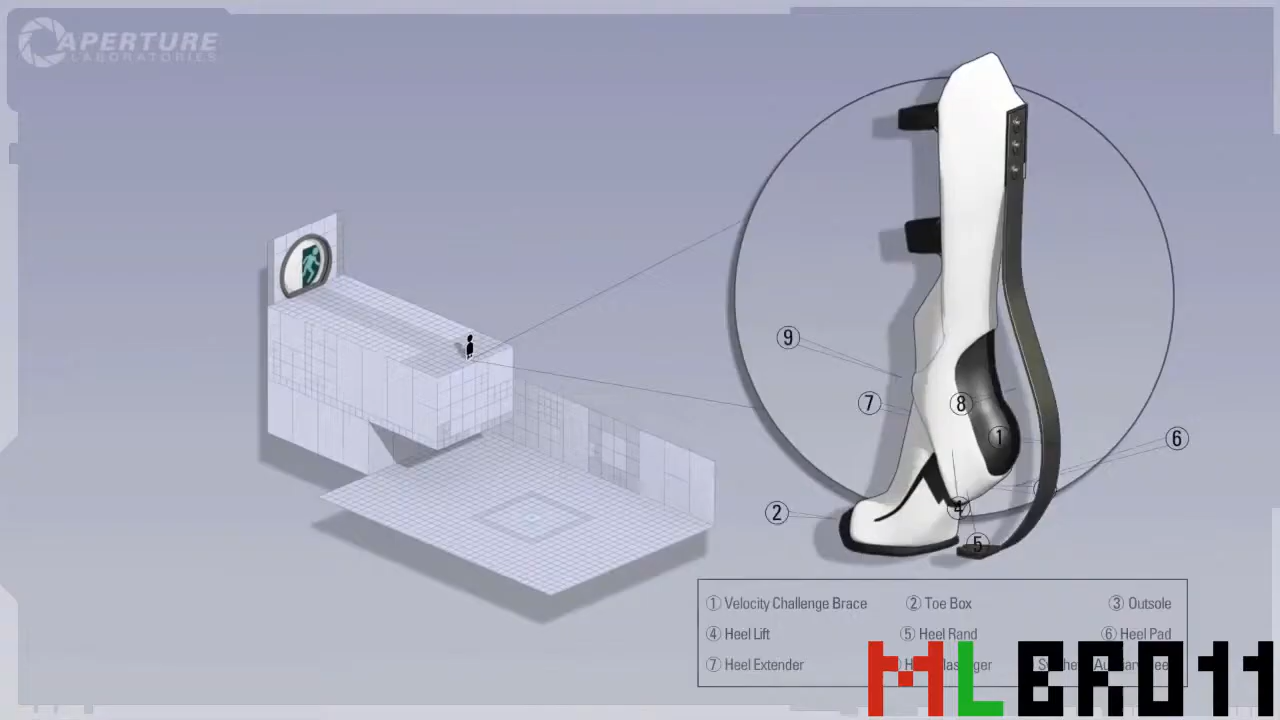 APERTURE
LABORATORIES
9
7
8
1
6
2
4
5
① Velocity Challenge Brace ② Toe Box ③ Outsole
④ Heel Lift ⑤ Heel Rand ⑥ Heel Pad
⑦ Heel Extender
MLBRO11